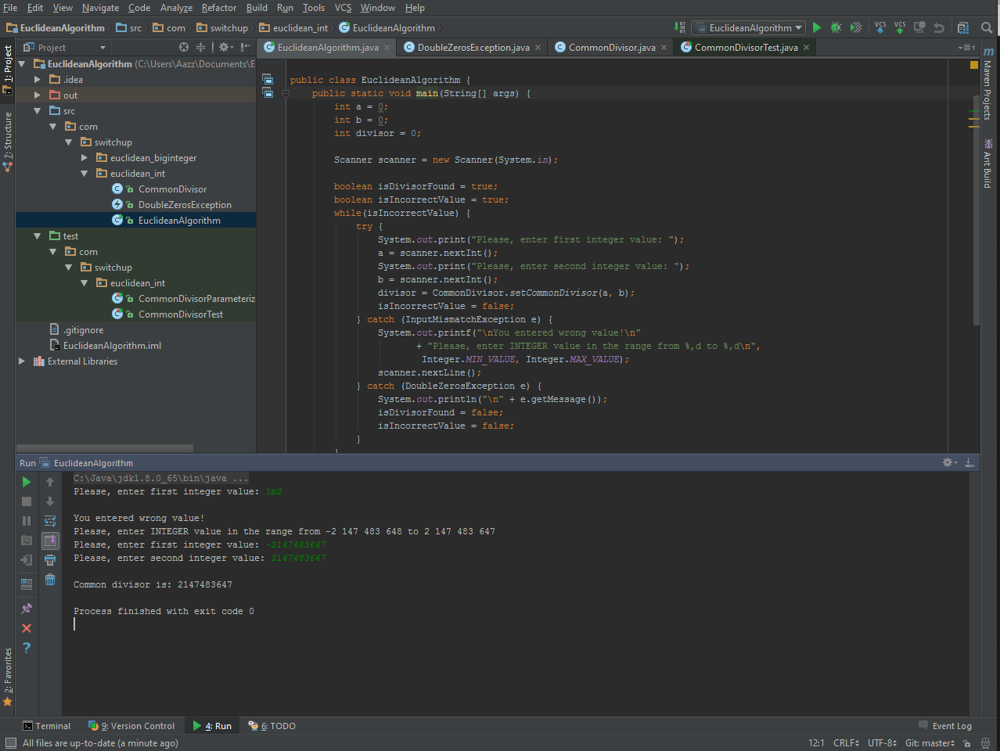 File Edit View Navigate Code Analyze Refactor Build Run Tools VCS Window Help
EuclideanAlgorithm src com switchup euclidean_int EuclideanAlgorithm EuclideanAlgorithm VCS VCS
Project EuclideanAlgorithm.java DoubleZerosException.java CommonDivisor.java CommonDivisorTest.java
1: Project
7: Structure
2: Favorites
EuclideanAlgorithm (C:\Users\Aazz\Documents\E
.idea
out
src
com
switchup
euclidean_biginteger
euclidean_int
CommonDivisor
DoubleZerosException
EuclideanAlgorithm
test
com
switchup
euclidean_int
CommonDivisorParameteriz
CommonDivisorTest
.gitignore
EuclideanAlgorithm.iml
External Libraries
public class EuclideanAlgorithm {
public static void main(String[] args) {
int a = 0;
int b = 0;
int divisor = 0;
Scanner scanner = new Scanner(System.in);
boolean isDivisorFound = true;
boolean isIncorrectValue = true;
while(isIncorrectValue) {
try {
System.out.print("Please, enter first integer value: ");
a = scanner.nextInt();
System.out.print("Please, enter second integer value: ");
b = scanner.nextInt();
divisor = CommonDivisor.setCommonDivisor(a, b);
isIncorrectValue = false;
} catch (InputMismatchException e) {
System.out.printf("\nYou entered wrong value!\n"
+ "Please, enter INTEGER value in the range from %,d to %,d\n",
Integer.MIN_VALUE, Integer.MAX_VALUE);
scanner.nextLine();
} catch (DoubleZerosException e) {
System.out.println("\n" + e.getMessage());
isDivisorFound = false;
isIncorrectValue = false;
}
Maven Projects
Ant Build
Run EuclideanAlgorithm
C:\Java\jdk1.8.0_65\bin\java ...
Please, enter first integer value: 1m2
You entered wrong value!
Please, enter INTEGER value in the range from -2 147 483 648 to 2 147 483 647
Please, enter first integer value: -2147483647
Please, enter second integer value: 2147483647
Common divisor is: 2147483647
Process finished with exit code 0
Terminal 9: Version Control 4: Run 6: TODO Event Log
All files are up-to-date (a minute ago) 12:1 CRLF UTF-8 Git: master